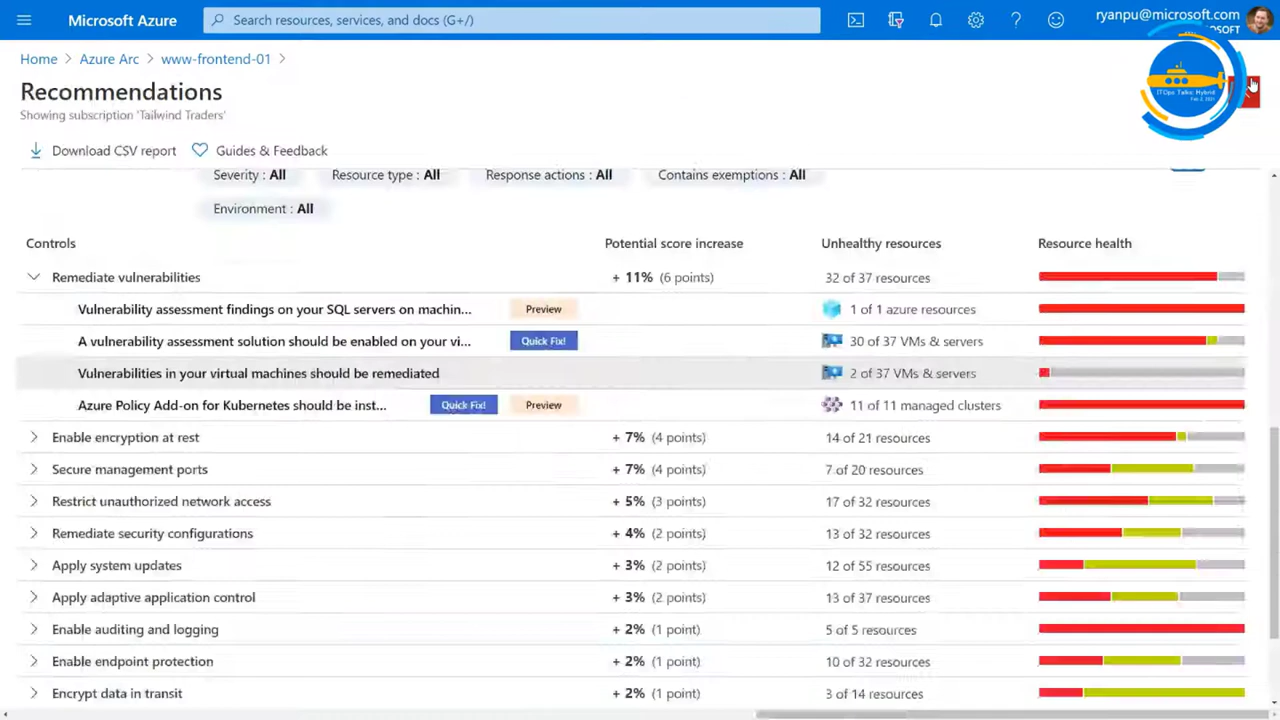 Microsoft Azure
Search resources, services, and docs (G+/)
ryanpu@microsoft.com
Home > Azure Arc > www-frontend-01 >
Recommendations
Showing subscription 'Tailwind Traders'
ITOps Talks: Hybrid
Download CSV report Guides & Feedback
Severity : All Resource type : All Response actions : All Contains exemptions : All
Environment : All
Controls Potential score increase Unhealthy resources Resource health
Remediate vulnerabilities + 11% (6 points) 32 of 37 resources
Vulnerability assessment findings on your SQL servers on machin... Preview 1 of 1 azure resources
A vulnerability assessment solution should be enabled on your vi... Quick Fix! 30 of 37 VMs & servers
Vulnerabilities in your virtual machines should be remediated 2 of 37 VMs & servers
Azure Policy Add-on for Kubernetes should be inst... Quick Fix! Preview 11 of 11 managed clusters
Enable encryption at rest + 7% (4 points) 14 of 21 resources
Secure management ports + 7% (4 points) 7 of 20 resources
Restrict unauthorized network access + 5% (3 points) 17 of 32 resources
Remediate security configurations + 4% (2 points) 13 of 32 resources
Apply system updates + 3% (2 points) 12 of 55 resources
Apply adaptive application control + 3% (2 points) 13 of 37 resources
Enable auditing and logging + 2% (1 point) 5 of 5 resources
Enable endpoint protection + 2% (1 point) 10 of 32 resources
Encrypt data in transit + 2% (1 point) 3 of 14 resources